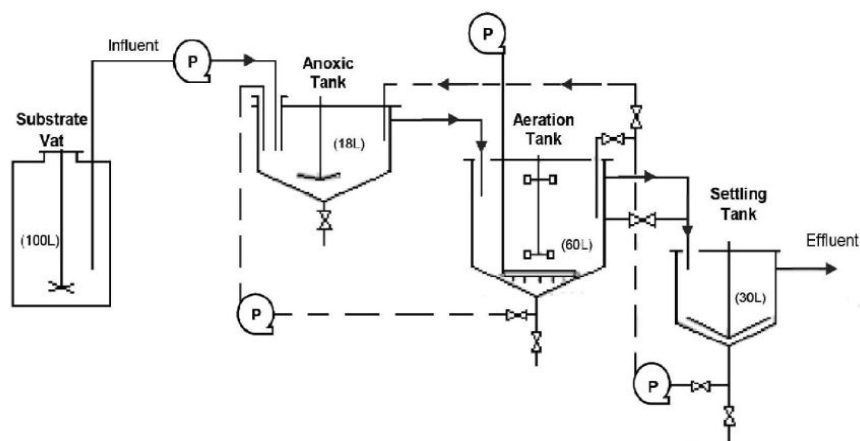 Influent
P
P
Anoxic
Tank
Substrate
Vat
(18L)
Aeration
Tank
(100L)
(60L)
Settling
Tank
Effluent
(30L)
P
P